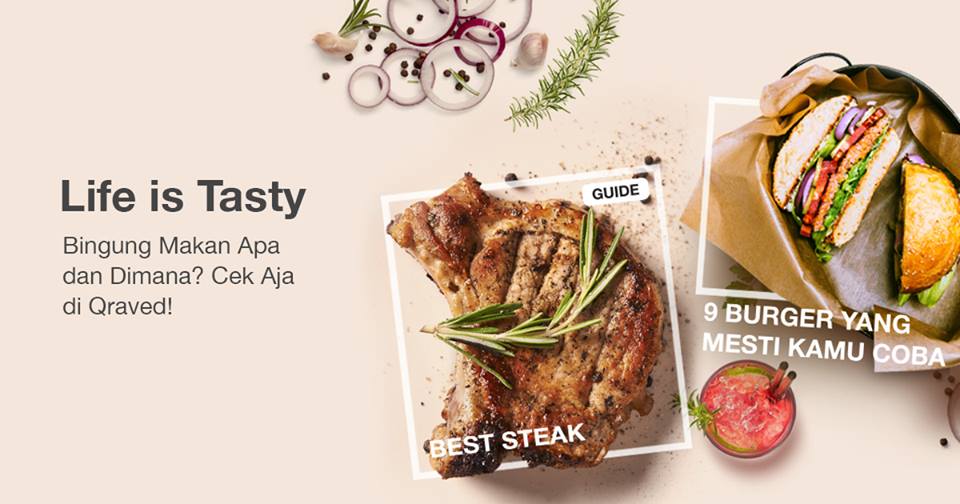 Life is Tasty
Bingung Makan Apa
dan Dimana? Cek Aja
di Qraved!
GUIDE
BEST STEAK
9 BURGER YANG
MESTI KAMU COBA